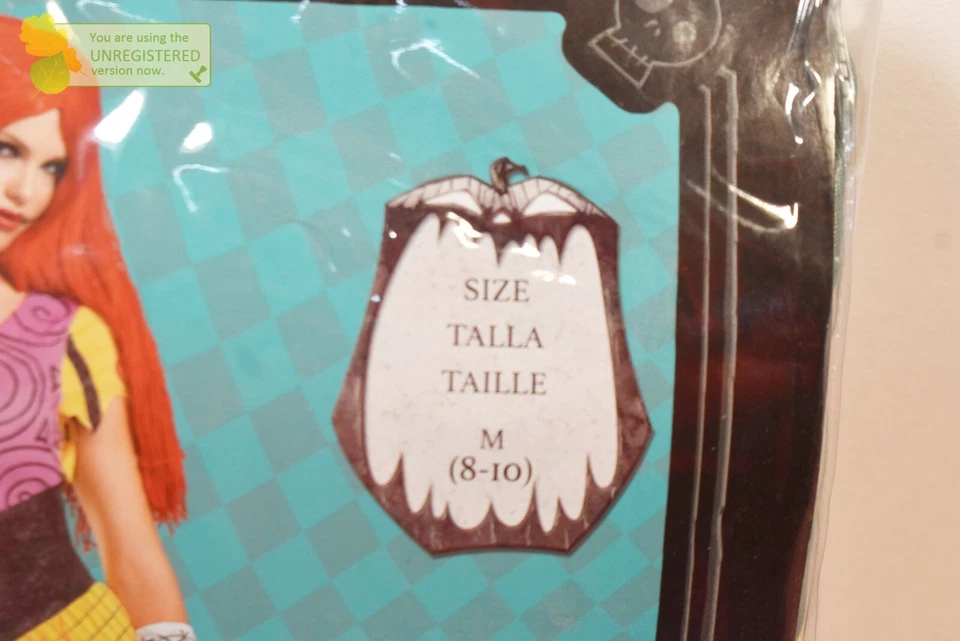 You are using the
UNREGISTERED
version now.
SIZE
TALLA
TAILLE
M
(8-10)